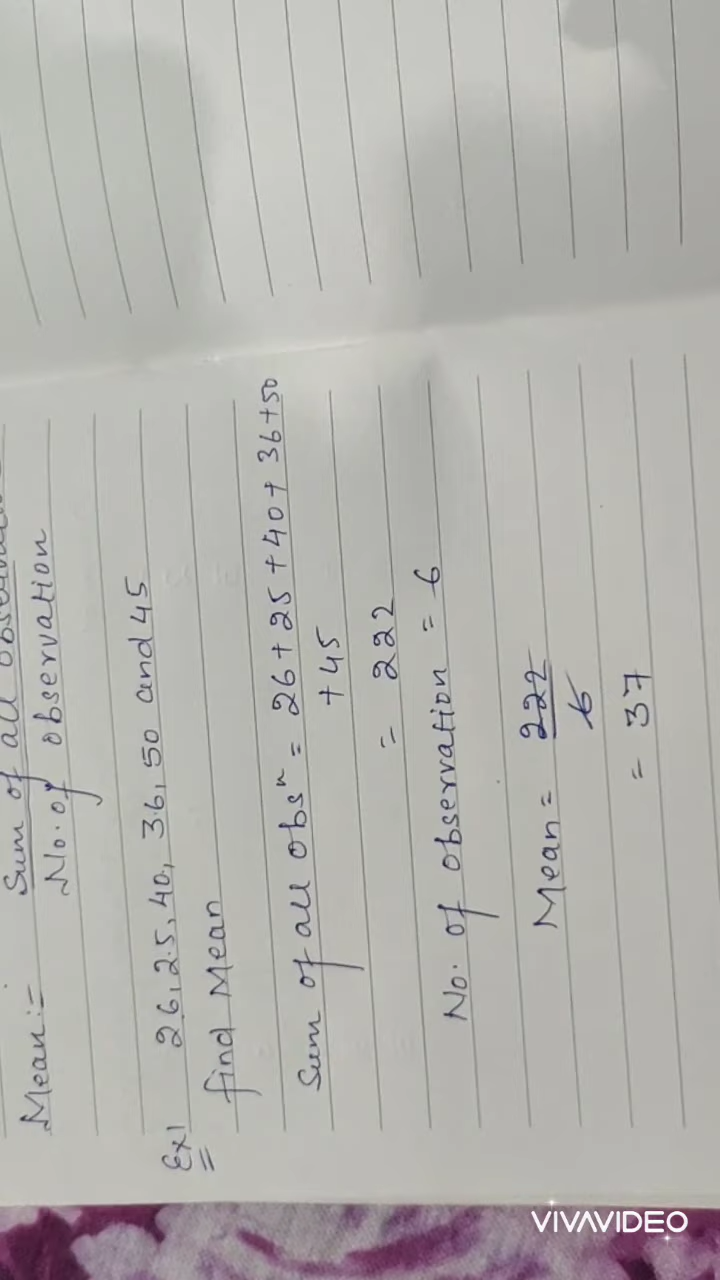 Mean:- Sum of all observation
No. of observation
Ex1 26, 25, 40, 36, 50 and 45
find Mean
Sum of all obsⁿ = 26 + 25 + 40 + 36 + 50
+ 45
= 222
No. of observation = 6
Mean = 222
6
= 37
VIVAVIDEO